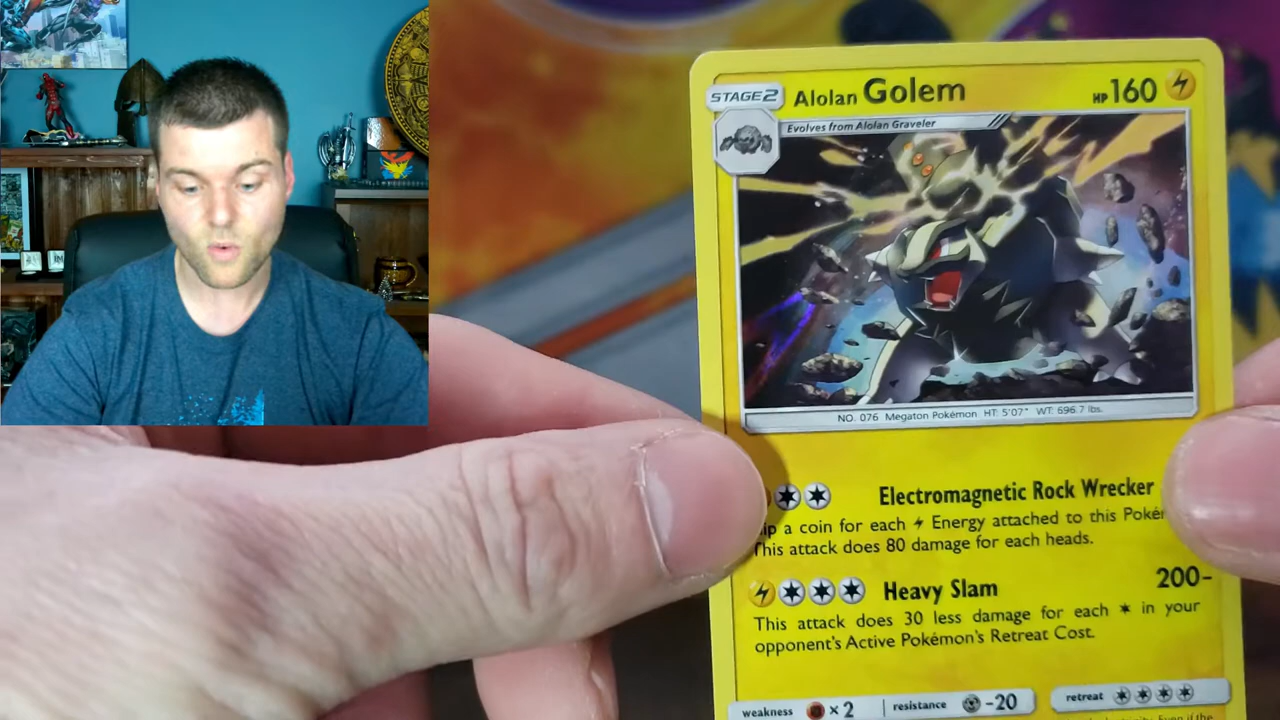 STAGE2 Alolan Golem HP 160
Evolves from Alolan Graveler
NO. 076 Megaton Pokémon HT: 5'07" WT: 696.7 lbs.
Electromagnetic Rock Wrecker
a coin for each Energy attached to this
This attack does 80 damage for each heads.
Heavy Slam 200-
This attack does 30 less damage for each ✶ in your
opponent's Active Pokémon's Retreat Cost.
weakness ×2 resistance -20 retreat